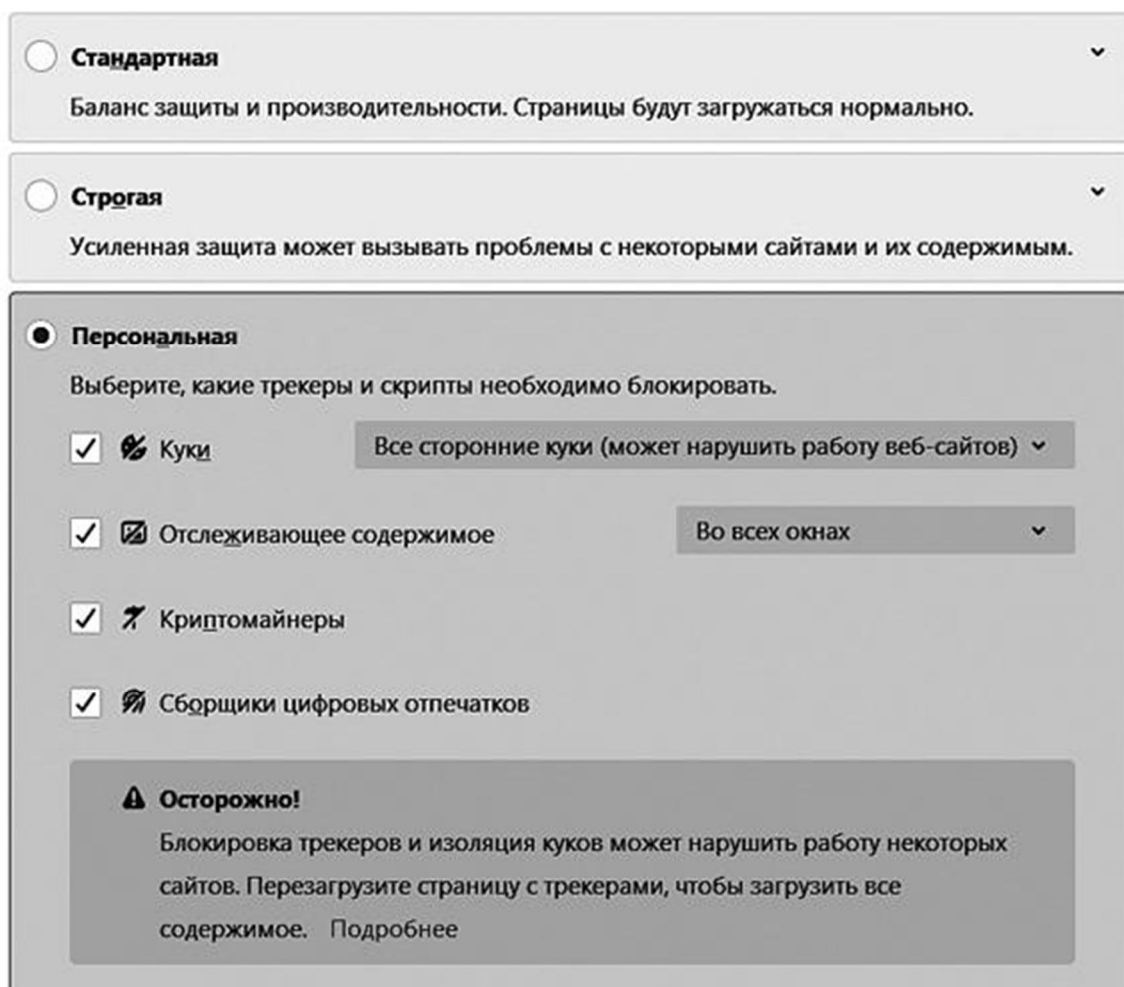 Стандартная
Баланс защиты и производительности. Страницы будут загружаться нормально.
Строгая
Усиленная защита может вызывать проблемы с некоторыми сайтами и их содержимым.
Персональная
Выберите, какие трекеры и скрипты необходимо блокировать.
Куки Все сторонние куки (может нарушить работу веб-сайтов)
Отслеживающее содержимое Во всех окнах
Криптомайнеры
Сборщики цифровых отпечатков
Осторожно!
Блокировка трекеров и изоляция куков может нарушить работу некоторых
сайтов. Перезагрузите страницу с трекерами, чтобы загрузить все
содержимое. Подробнее